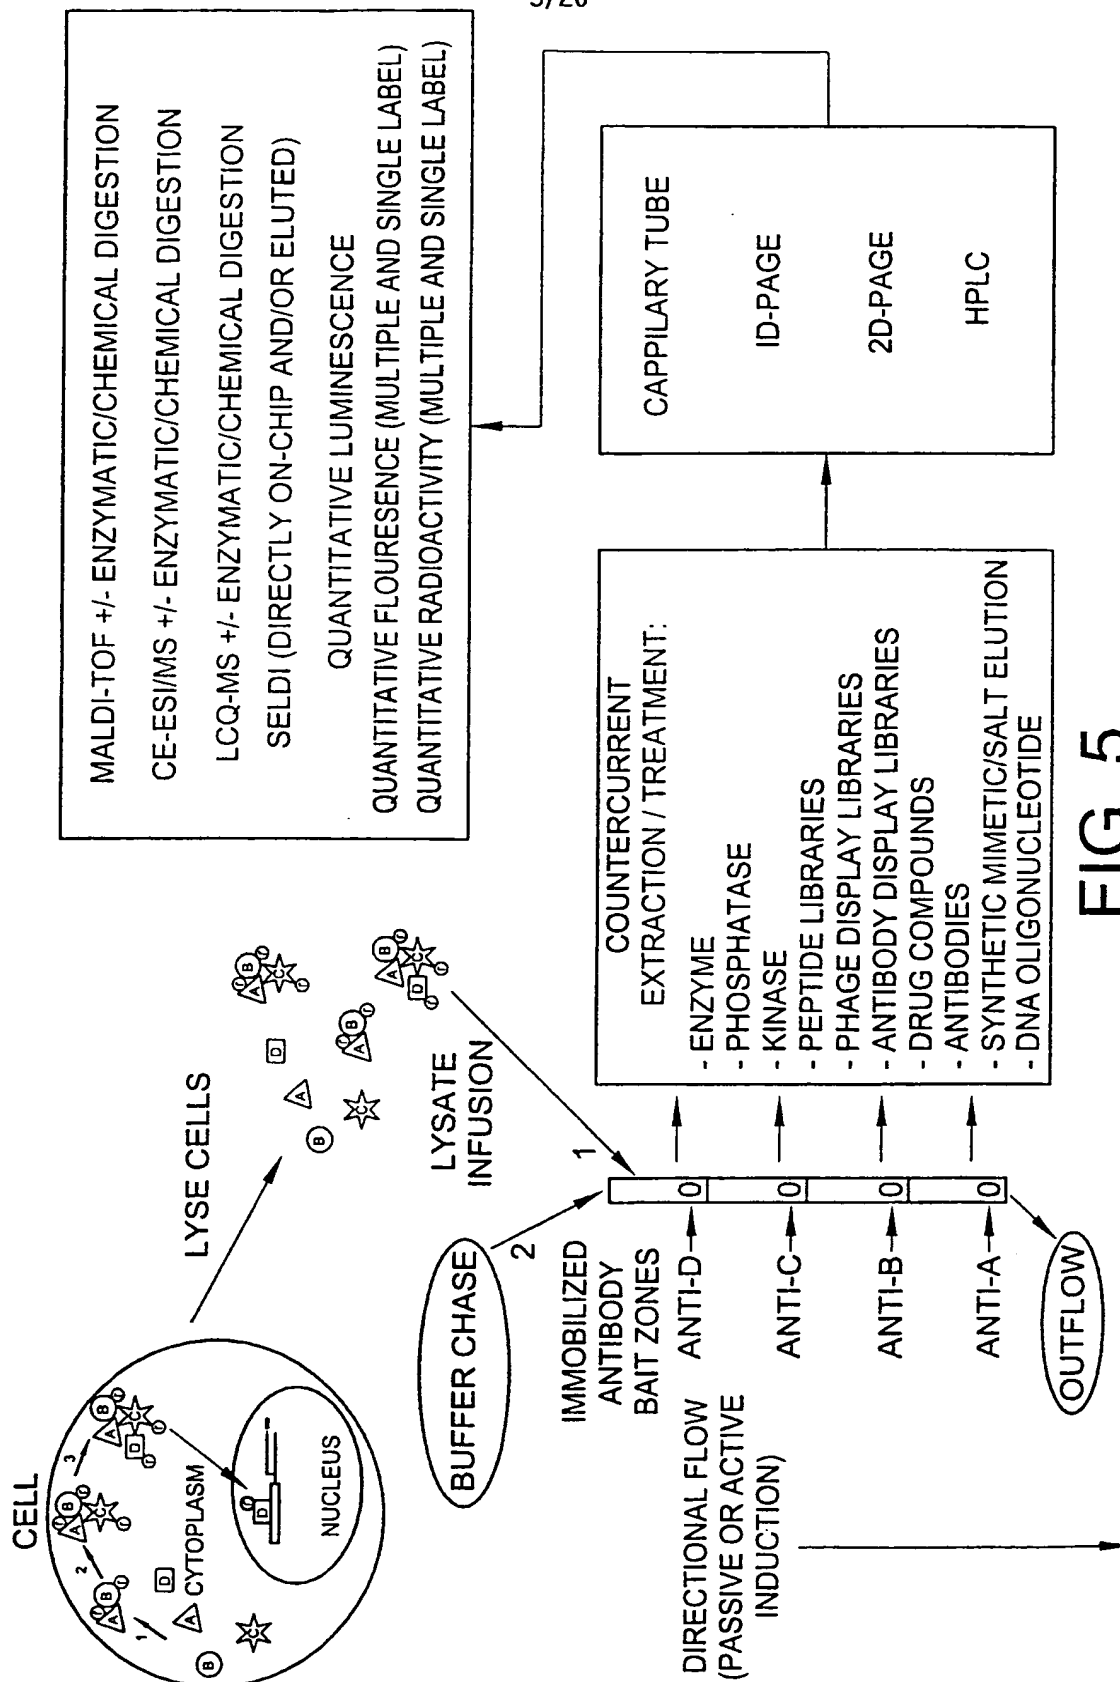 5/20
CELL
1
2
3
A
B
C
D
CYTOPLASM
NUCLEUS
LYSE CELLS
LYSATE
INFUSION
1
BUFFER CHASE
2
IMMOBILIZED
ANTIBODY
BAIT ZONES
ANTI-D
ANTI-C
ANTI-B
ANTI-A
0
0
0
0
DIRECTIONAL FLOW
(PASSIVE OR ACTIVE
INDUCTION)
OUTFLOW
COUNTERCURRENT
EXTRACTION / TREATMENT:
- ENZYME
- PHOSPHATASE
- KINASE
- PEPTIDE LIBRARIES
- PHAGE DISPLAY LIBRARIES
- ANTIBODY DISPLAY LIBRARIES
- DRUG COMPOUNDS
- ANTIBODIES
- SYNTHETIC MIMETIC/SALT ELUTION
- DNA OLIGONUCLEOTIDE
CAPPILARY TUBE
ID-PAGE
2D-PAGE
HPLC
MALDI-TOF +/- ENZYMATIC/CHEMICAL DIGESTION
CE-ESI/MS +/- ENZYMATIC/CHEMICAL DIGESTION
LCQ-MS +/- ENZYMATIC/CHEMICAL DIGESTION
SELDI (DIRECTLY ON-CHIP AND/OR ELUTED)
QUANTITATIVE LUMINESCENCE
QUANTITATIVE FLOURESENCE (MULTIPLE AND SINGLE LABEL)
QUANTITATIVE RADIOACTIVITY (MULTIPLE AND SINGLE LABEL)
FIG. 5